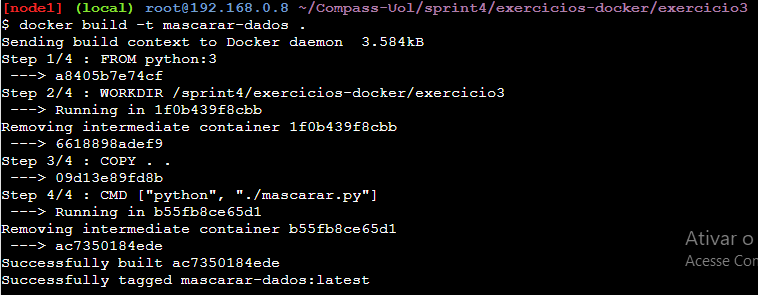 [node1] (local) root@192.168.0.8 ~/Compass-Uol/sprint4/exercicios-docker/exercicio3
$ docker build -t mascarar-dados .
Sending build context to Docker daemon  3.584kB
Step 1/4 : FROM python:3
 ---> a8405b7e74cf
Step 2/4 : WORKDIR /sprint4/exercicios-docker/exercicio3
 ---> Running in 1f0b439f8cbb
Removing intermediate container 1f0b439f8cbb
 ---> 6618898adef9
Step 3/4 : COPY . .
 ---> 09d13e89fd8b
Step 4/4 : CMD ["python", "./mascarar.py"]
 ---> Running in b55fb8ce65d1
Removing intermediate container b55fb8ce65d1
 ---> ac7350184ede
Successfully built ac7350184ede
Successfully tagged mascarar-dados:latest
Ativar o
Acesse Con